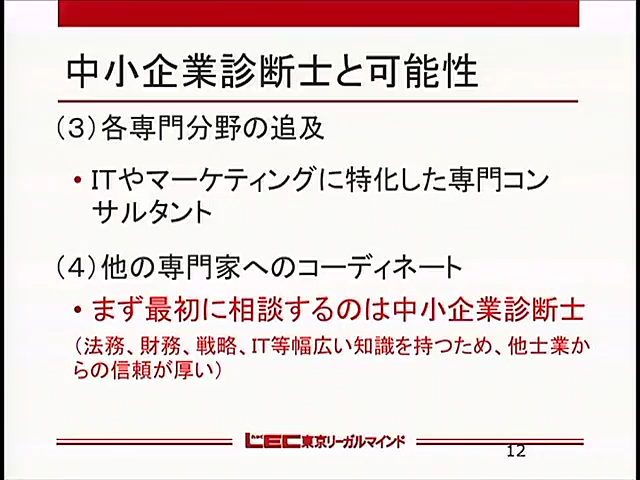 中小企業診断士と可能性
（３）各専門分野の追及
• ITやマーケティングに特化した専門コン
サルタント
（４）他の専門家へのコーディネート
• まず最初に相談するのは中小企業診断士
（法務、財務、戦略、IT等幅広い知識を持つため、他士業か
らの信頼が厚い）
LEC東京リーガルマインド
12